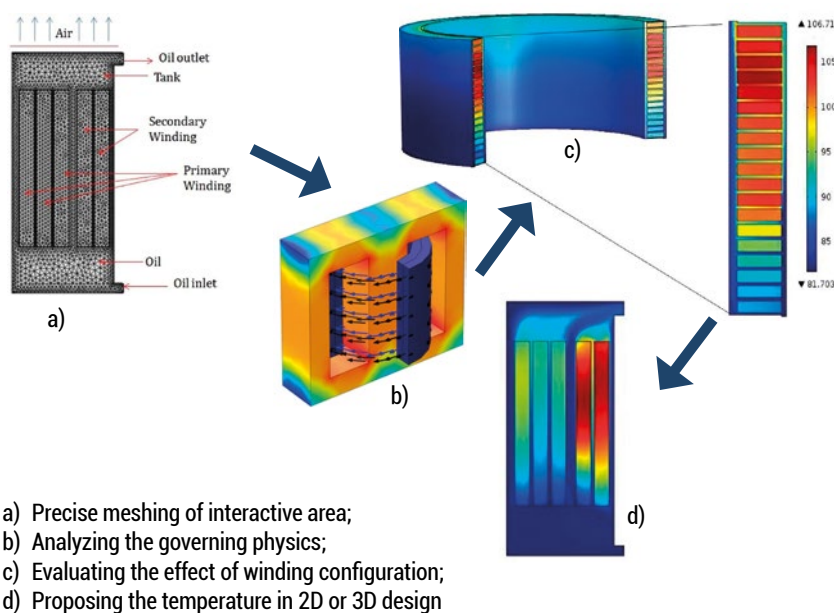 Air
Oil outlet
Tank
Secondary
Winding
Primary
Winding
Oil
Oil inlet
a)
b)
c)
▲ 106.71
105
100
95
90
85
▼ 81.703
d)
a) Precise meshing of interactive area;
b) Analyzing the governing physics;
c) Evaluating the effect of winding configuration;
d) Proposing the temperature in 2D or 3D design